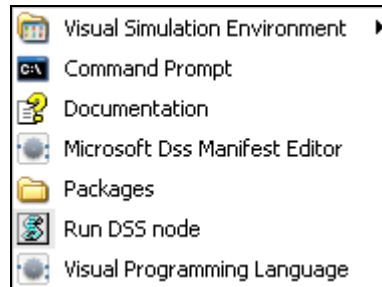 Visual Simulation Environment
C:\
Command Prompt
Documentation
Microsoft Dss Manifest Editor
Packages
Run DSS node
Visual Programming Language